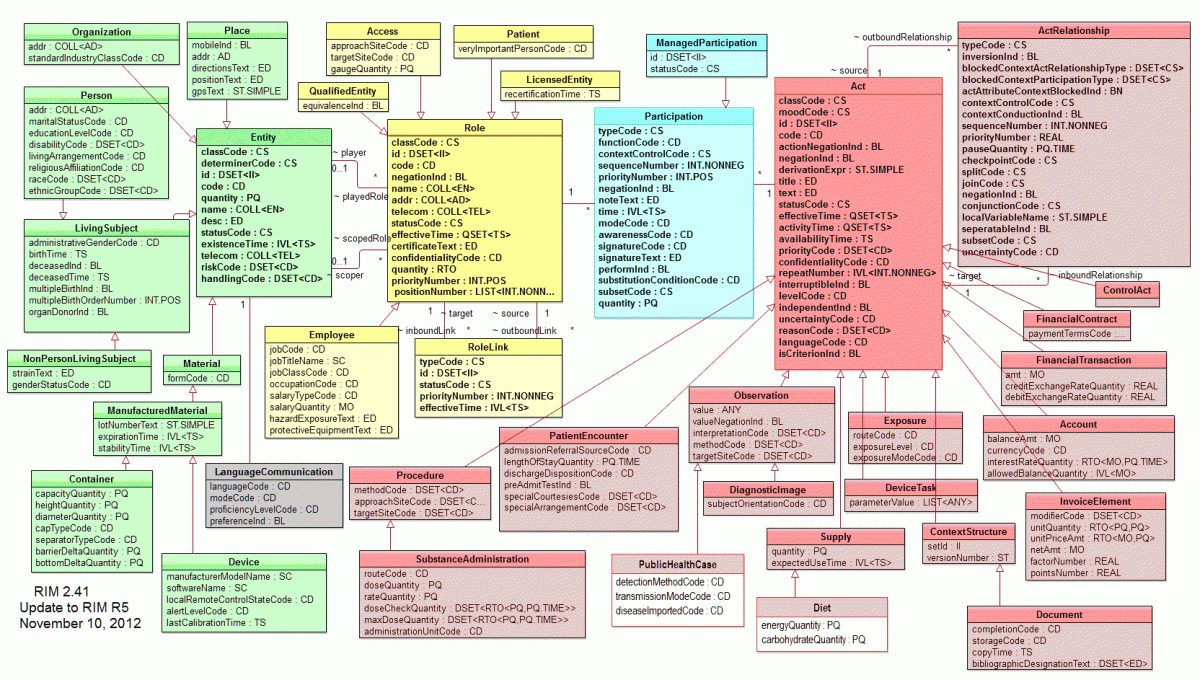 Organization
addr : COLL<AD>
standardIndustryClassCode : CD
Place
mobileInd : BL
addr : AD
directionsText : ED
positionText : ED
gpsText : ST.SIMPLE
Person
addr : COLL<AD>
maritalStatusCode : CD
educationLevelCode : CD
disabilityCode : DSET<CD>
livingArrangementCode : CD
religiousAffiliationCode : CD
raceCode : DSET<CD>
ethnicGroupCode : DSET<CD>
LivingSubject
administrativeGenderCode : CD
birthTime : TS
deceasedInd : BL
deceasedTime : TS
multipleBirthInd : BL
multipleBirthOrderNumber : INT.POS
organDonorInd : BL
NonPersonLivingSubject
strainText : ED
genderStatusCode : CD
Entity
classCode : CS
determinerCode : CS
id : DSET<II>
code : CD
quantity : PQ
name : COLL<EN>
desc : ED
statusCode : CS
existenceTime : IVL<TS>
telecom : COLL<TEL>
riskCode : DSET<CD>
handlingCode : DSET<CD>
1
Material
formCode : CD
ManufacturedMaterial
lotNumberText : ST.SIMPLE
expirationTime : IVL<TS>
stabilityTime : IVL<TS>
Container
capacityQuantity : PQ
heightQuantity : PQ
diameterQuantity : PQ
capTypeCode : CD
separatorTypeCode : CD
barrierDeltaQuantity : PQ
bottomDeltaQuantity : PQ
Device
manufacturerModelName : SC
softwareName : SC
localRemoteControlStateCode : CD
alertLevelCode : CD
lastCalibrationTime : TS
LanguageCommunication
languageCode : CD
modeCode : CD
proficiencyLevelCode : CD
preferenceInd : BL
RIM 2.41
Update to RIM R5
November 10, 2012
Access
approachSiteCode : CD
targetSiteCode : CD
gaugeQuantity : PQ
Patient
veryImportantPersonCode : CD
LicensedEntity
recertificationTime : TS
QualifiedEntity
equivalenceInd : BL
~ player
0..1
*
~ playedRole
~ scopedRole
0..1
*
~ scoper
Role
classCode : CS
id : DSET<II>
code : CD
negationInd : BL
name : COLL<EN>
addr : COLL<AD>
telecom : COLL<TEL>
statusCode : CS
effectiveTime : QSET<TS>
certificateText : ED
confidentialityCode : CD
quantity : RTO
priorityNumber : INT.POS
positionNumber : LIST<INT.NONN...
1
~ target
~ source
1
~ inboundLink
*
~ outboundLink
*
Employee
jobCode : CD
jobTitleName : SC
jobClassCode : CD
occupationCode : CD
salaryTypeCode : CD
salaryQuantity : MO
hazardExposureText : ED
protectiveEquipmentText : ED
RoleLink
typeCode : CS
id : DSET<II>
statusCode : CS
priorityNumber : INT.NONNEG
effectiveTime : IVL<TS>
ManagedParticipation
id : DSET<II>
statusCode : CS
1
*
Participation
typeCode : CS
functionCode : CD
contextControlCode : CS
sequenceNumber : INT.NONNEG
priorityNumber : INT.POS
negationInd : BL
noteText : ED
time : IVL<TS>
modeCode : CD
awarenessCode : CD
signatureCode : CD
signatureText : ED
performInd : BL
substitutionConditionCode : CD
subsetCode : CS
quantity : PQ
*
1
~ outboundRelationship
*
~ source
1
Act
classCode : CS
moodCode : CS
id : DSET<II>
code : CD
actionNegationInd : BL
negationInd : BL
derivationExpr : ST.SIMPLE
title : ED
text : ED
statusCode : CS
effectiveTime : QSET<TS>
activityTime : QSET<TS>
availabilityTime : TS
priorityCode : DSET<CD>
confidentialityCode : CD
repeatNumber : IVL<INT.NONNEG>
interruptibleInd : BL
levelCode : CD
independentInd : BL
uncertaintyCode : CD
reasonCode : DSET<CD>
languageCode : CD
isCriterionInd : BL
ActRelationship
typeCode : CS
inversionInd : BL
blockedContextActRelationshipType : DSET<CS>
blockedContextParticipationType : DSET<CS>
actAttributeContextBlockedInd : BN
contextControlCode : CS
contextConductionInd : BL
sequenceNumber : INT.NONNEG
priorityNumber : REAL
pauseQuantity : PQ.TIME
checkpointCode : CS
splitCode : CS
joinCode : CS
negationInd : BL
conjunctionCode : CS
localVariableName : ST.SIMPLE
seperatableInd : BL
subsetCode : CS
uncertaintyCode : CD
~ target
1
*
inboundRelationship
ControlAct
FinancialContract
paymentTermsCode :...
FinancialTransaction
amt : MO
creditExchangeRateQuantity : REAL
debitExchangeRateQuantity : REAL
Account
balanceAmt : MO
currencyCode : CD
interestRateQuantity : RTO<MO,PQ.TIME>
allowedBalanceQuantity : IVL<MO>
InvoiceElement
modifierCode : DSET<CD>
unitQuantity : RTO<PQ,PQ>
unitPriceAmt : RTO<MO,PQ>
netAmt : MO
factorNumber : REAL
pointsNumber : REAL
Observation
value : ANY
valueNegationInd : BL
interpretationCode : DSET<CD>
methodCode : DSET<CD>
targetSiteCode : DSET<CD>
Exposure
routeCode : CD
exposureLevel : CD
exposureModeCode : CD
PatientEncounter
admissionReferralSourceCode : CD
lengthOfStayQuantity : PQ.TIME
dischargeDispositionCode : CD
preAdmitTestInd : BL
specialCourtesiesCode : DSET<CD>
specialArrangementCode : DSET<CD>
Procedure
methodCode : DSET<CD>
approachSiteCode : DSET<C...
targetSiteCode : DSET<CD>
DiagnosticImage
subjectOrientationCode : CD
DeviceTask
parameterValue : LIST<ANY>
SubstanceAdministration
routeCode : CD
doseQuantity : PQ
rateQuantity : PQ
doseCheckQuantity : DSET<RTO<PQ,PQ.TIME>>
maxDoseQuantity : DSET<RTO<PQ,PQ.TIME>>
administrationUnitCode : CD
PublicHealthCase
detectionMethodCode : CD
transmissionModeCode : CD
diseaseImportedCode : CD
Supply
quantity : PQ
expectedUseTime : IVL<TS>
ContextStructure
setId : II
versionNumber : ST
Diet
energyQuantity : PQ
carbohydrateQuantity : PQ
Document
completionCode : CD
storageCode : CD
copyTime : TS
bibliographicDesignationText : DSET<ED>